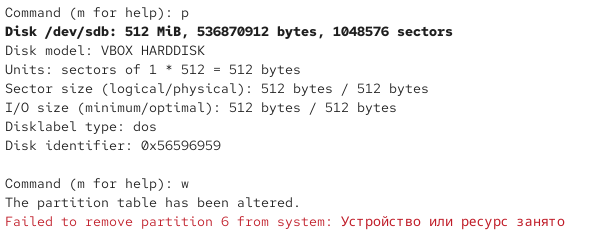 Command (m for help): p
Disk /dev/sdb: 512 MiB, 536870912 bytes, 1048576 sectors
Disk model: VBOX HARDDISK
Units: sectors of 1 * 512 = 512 bytes
Sector size (logical/physical): 512 bytes / 512 bytes
I/O size (minimum/optimal): 512 bytes / 512 bytes
Disklabel type: dos
Disk identifier: 0x56596959
Command (m for help): w
The partition table has been altered.
Failed to remove partition 6 from system: Устройство или ресурс занято